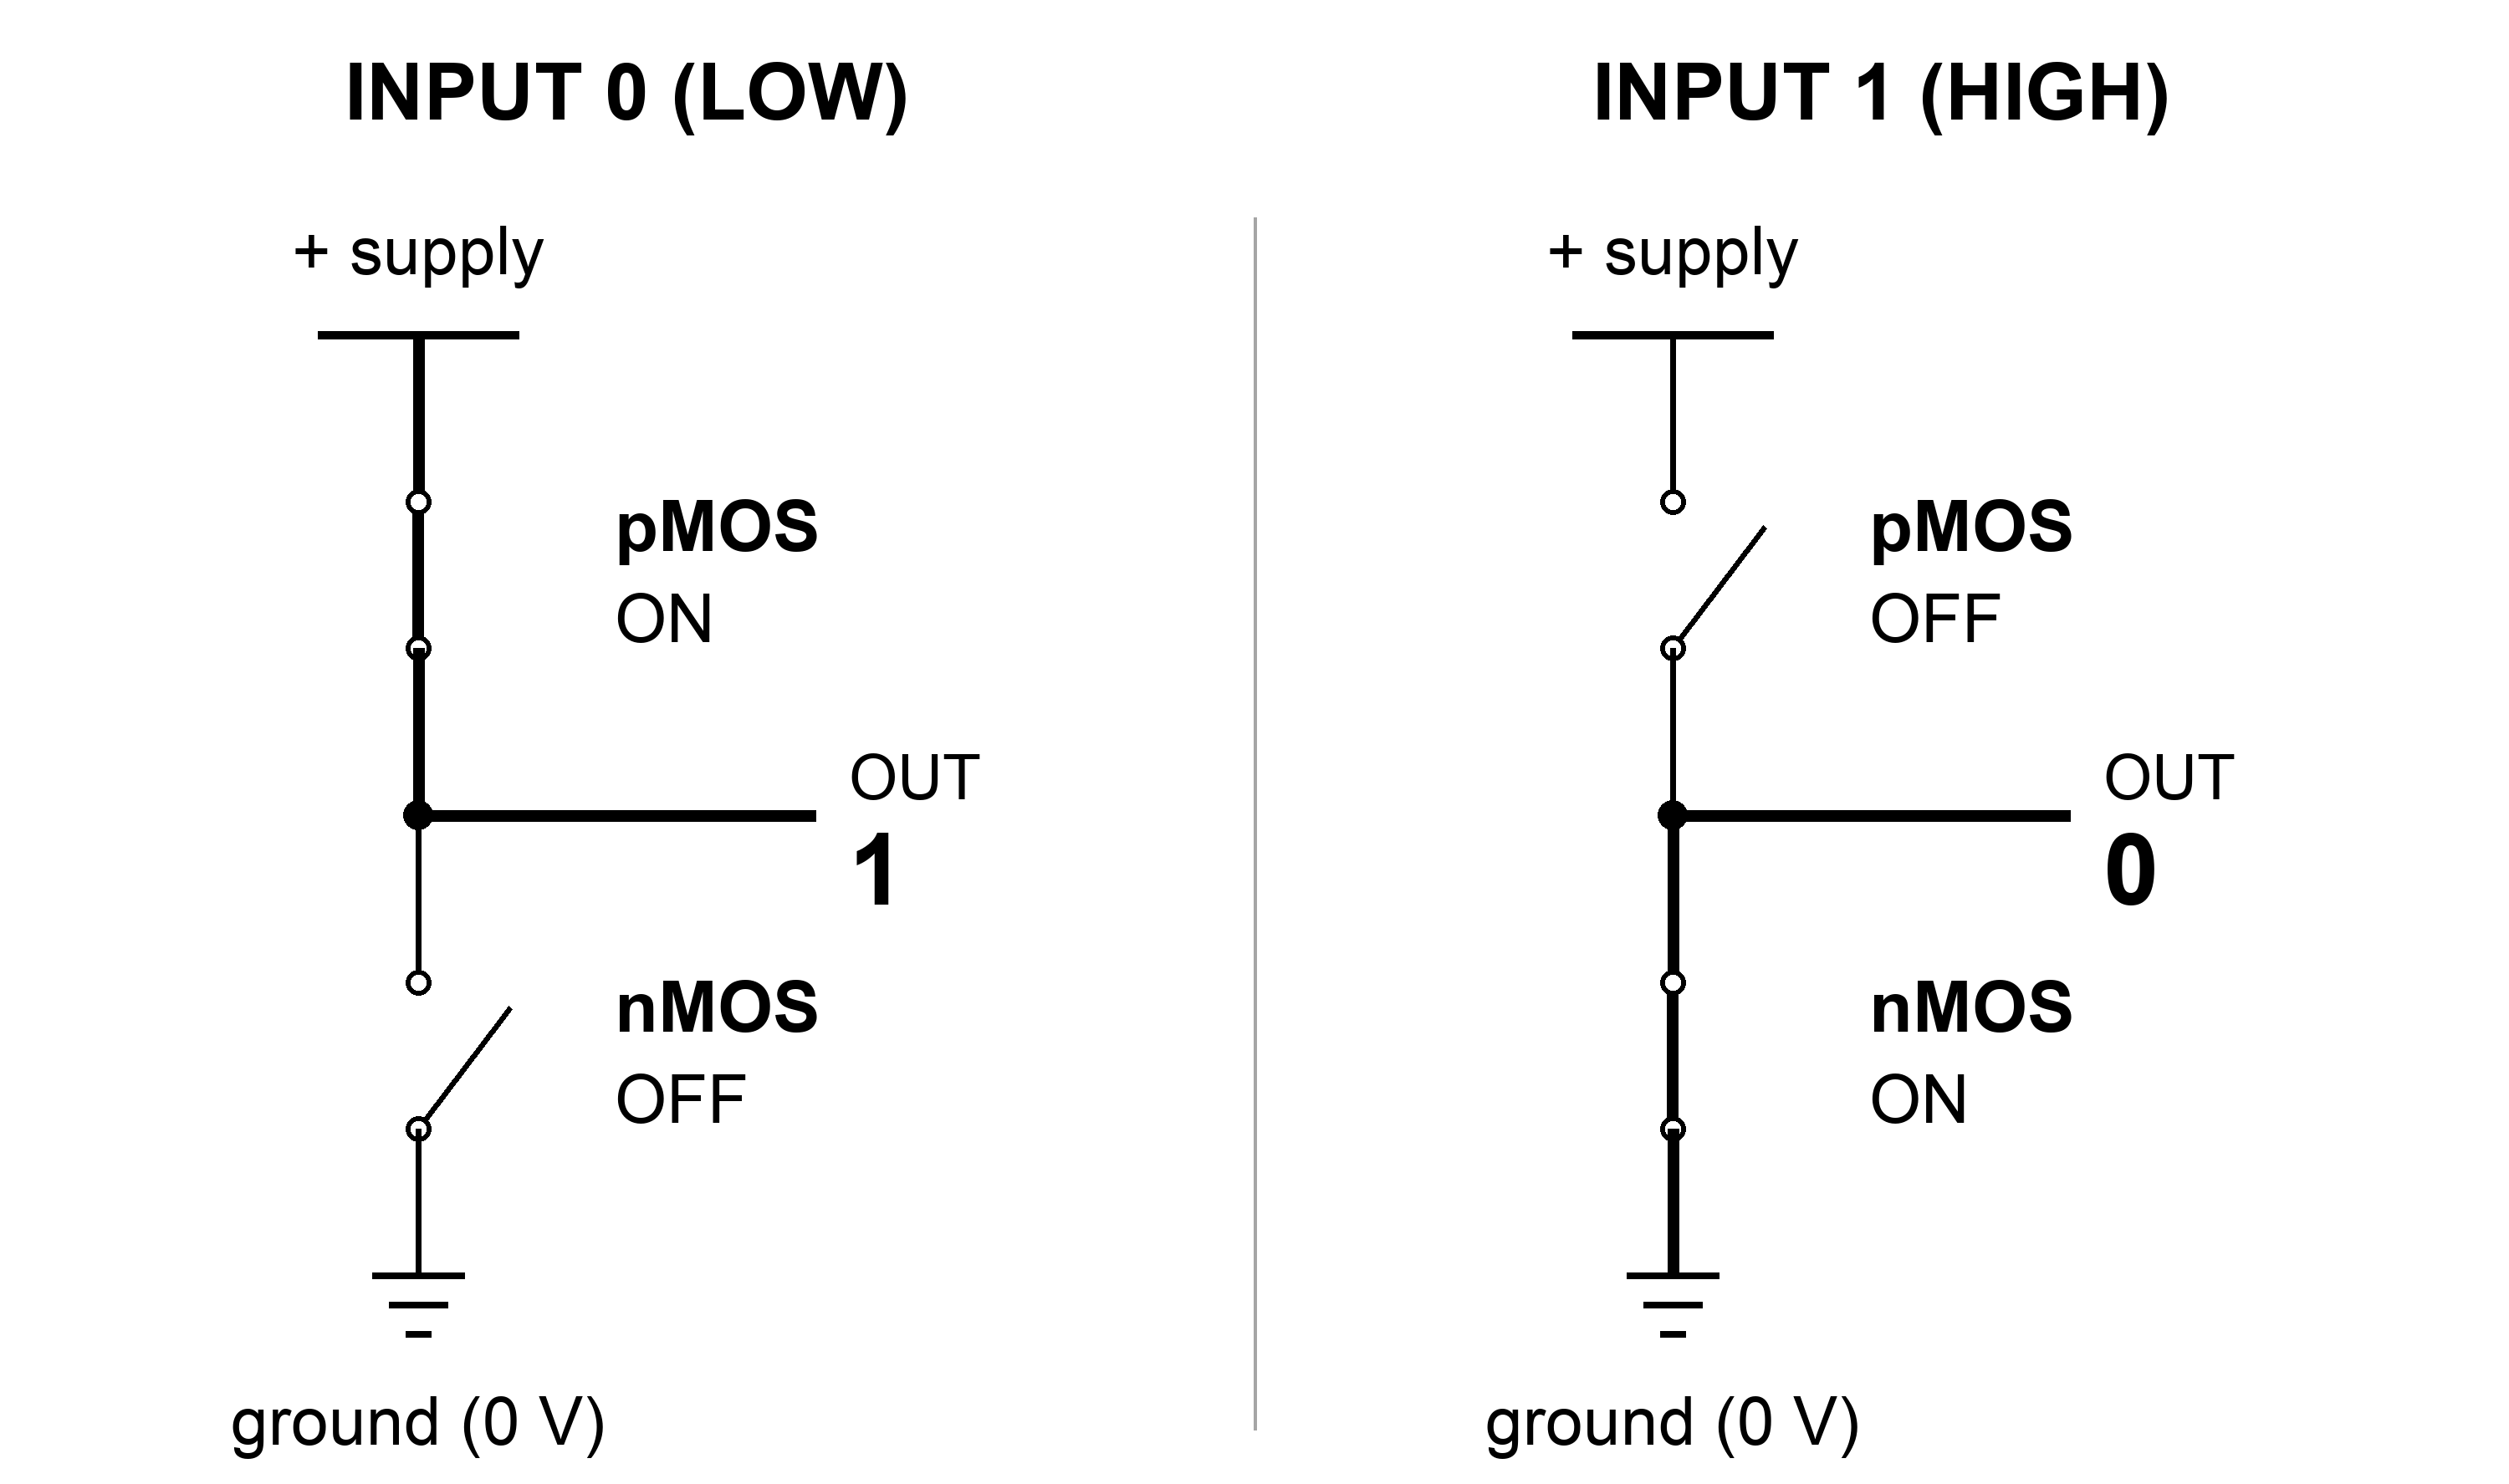 INPUT 0 (LOW)
+ supply
pMOS
ON
OUT
1
nMOS
OFF
ground (0 V)
INPUT 1 (HIGH)
+ supply
pMOS
OFF
OUT
0
nMOS
ON
ground (0 V)